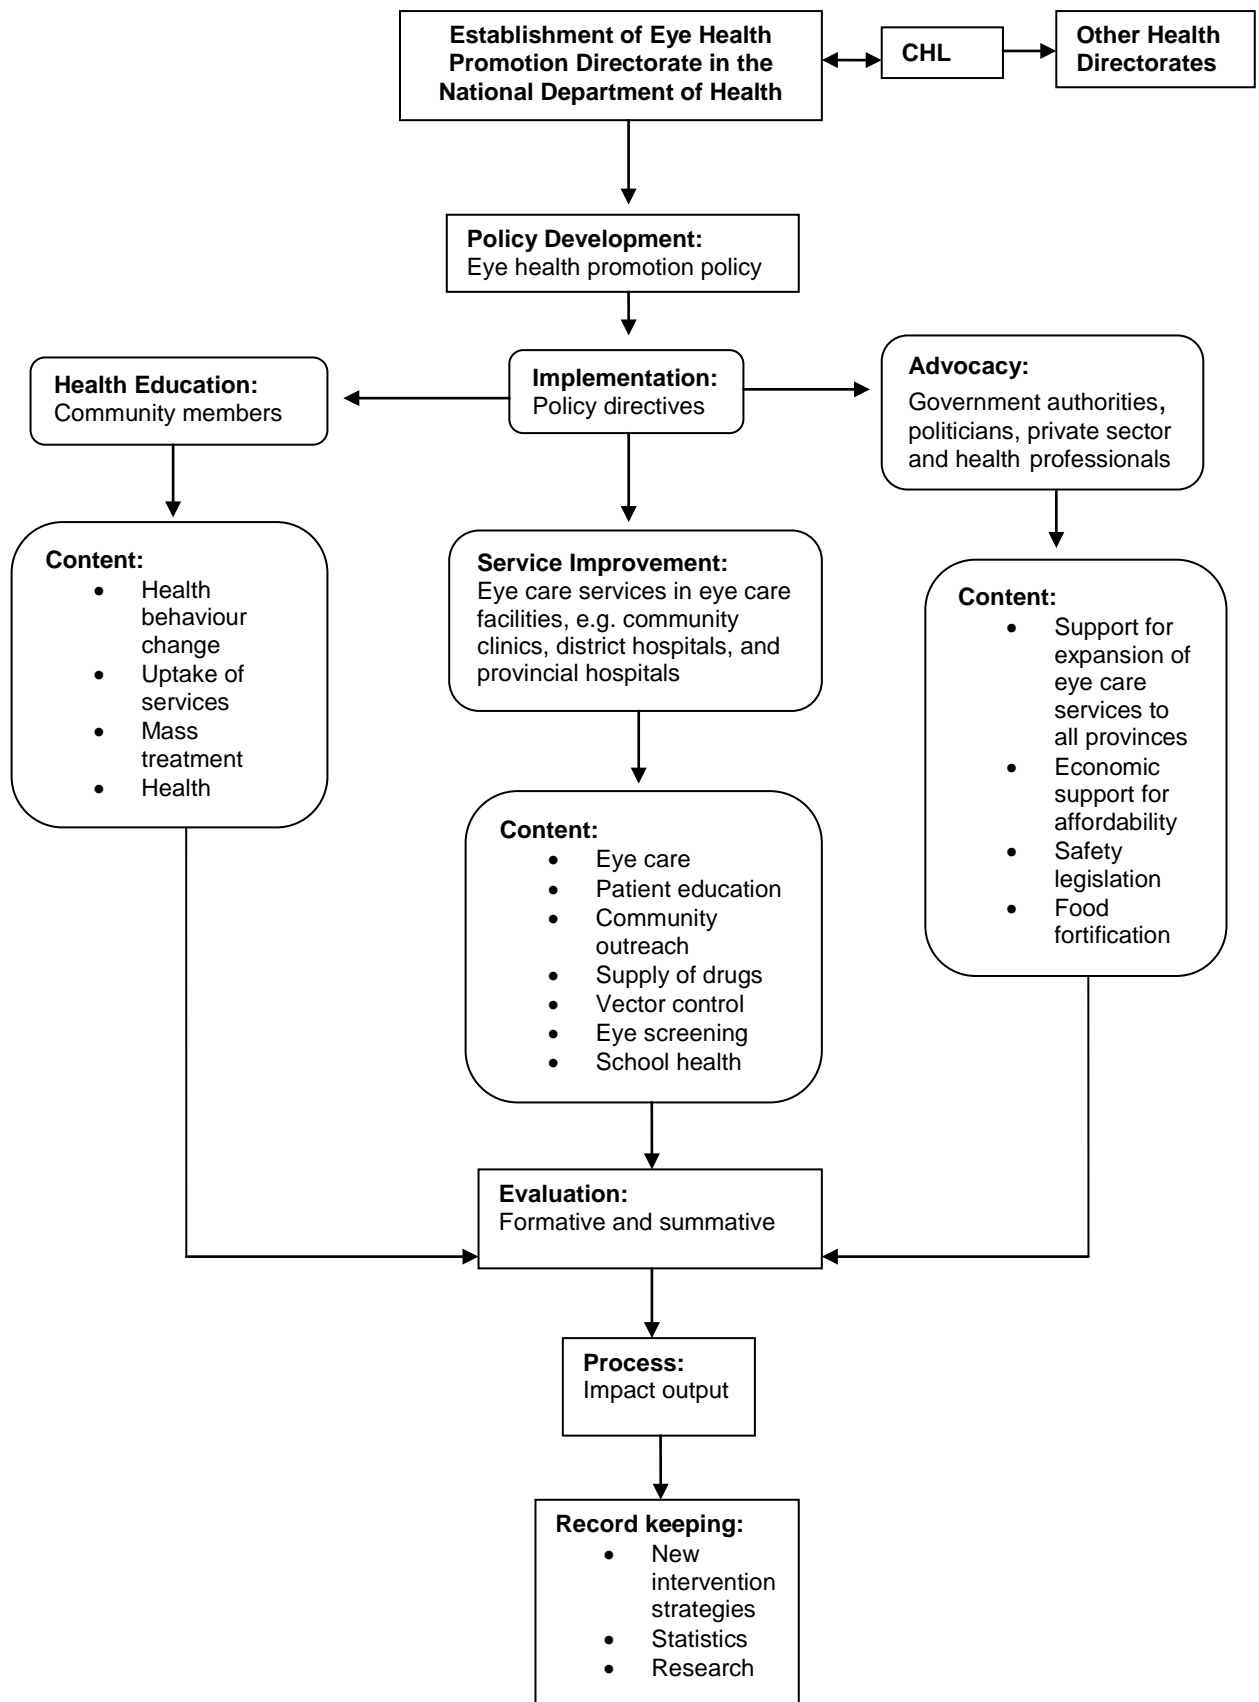 Establishment of Eye Health
Promotion Directorate in the
National Department of Health
CHL
Other Health
Directorates
Policy Development:
Eye health promotion policy
Health Education:
Community members
Implementation:
Policy directives
Advocacy:
Government authorities,
politicians, private sector
and health professionals
Content:
• Health
behaviour
change
• Uptake of
services
• Mass
treatment
• Health
Service Improvement:
Eye care services in eye care
facilities, e.g. community
clinics, district hospitals, and
provincial hospitals
Content:
• Support for
expansion of
eye care
services to
all provinces
• Economic
support for
affordability
• Safety
legislation
• Food
fortification
Content:
• Eye care
• Patient education
• Community
outreach
• Supply of drugs
• Vector control
• Eye screening
• School health
Evaluation:
Formative and summative
Process:
Impact output
Record keeping:
• New
intervention
strategies
• Statistics
• Research